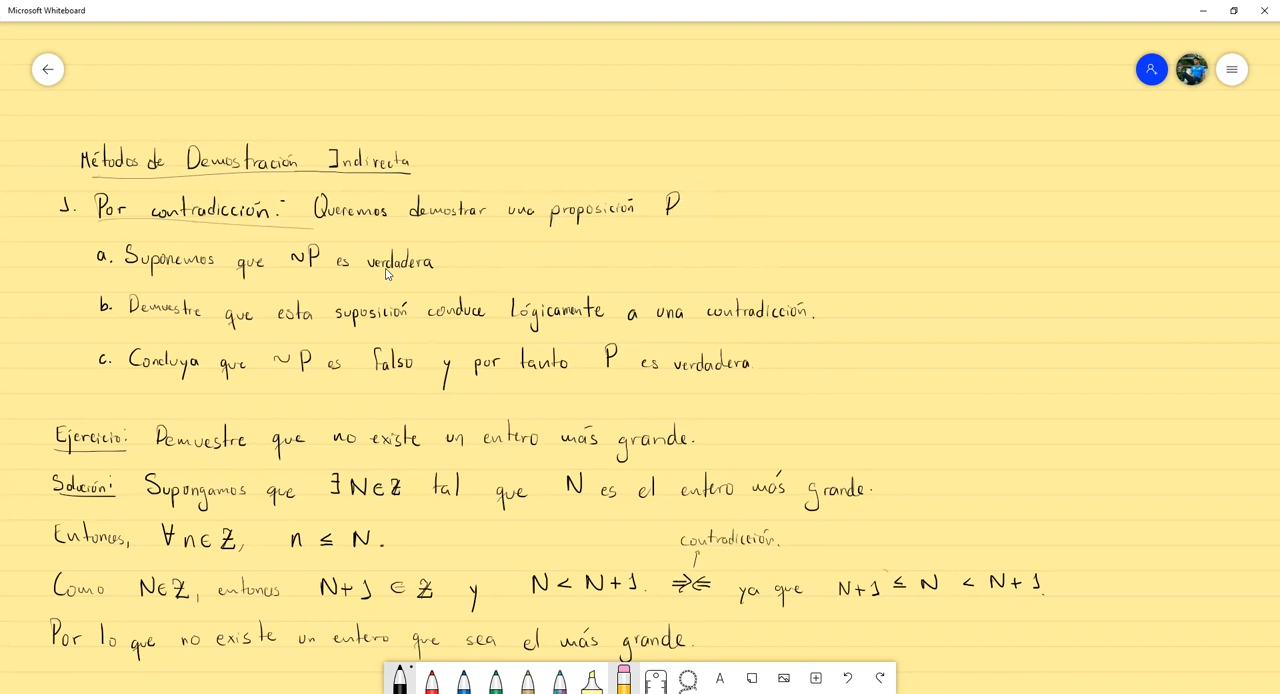 Microsoft Whiteboard
Métodos de Demostración Indirecta
1. Por contradicción:- Queremos demostrar una proposición P
a. Suponemos que ~P es verdadera
b. Demuestre que esta suposición conduce Lógicamente a una contradicción.
c. Concluya que ~P es falso y por tanto P es verdadera.
Ejercicio: Demuestre que no existe un entero más grande.
Solución: Supongamos que ∃N∈ℤ tal que N es el entero más grande.
Entonces, ∀n∈ℤ, n ≤ N.
contradicción.
Como N∈ℤ, entonces N+1 ∈ ℤ y N < N+1. ⇒⇐ ya que N+1 ≤ N < N+1.
Por lo que no existe un entero que sea el más grande.
A